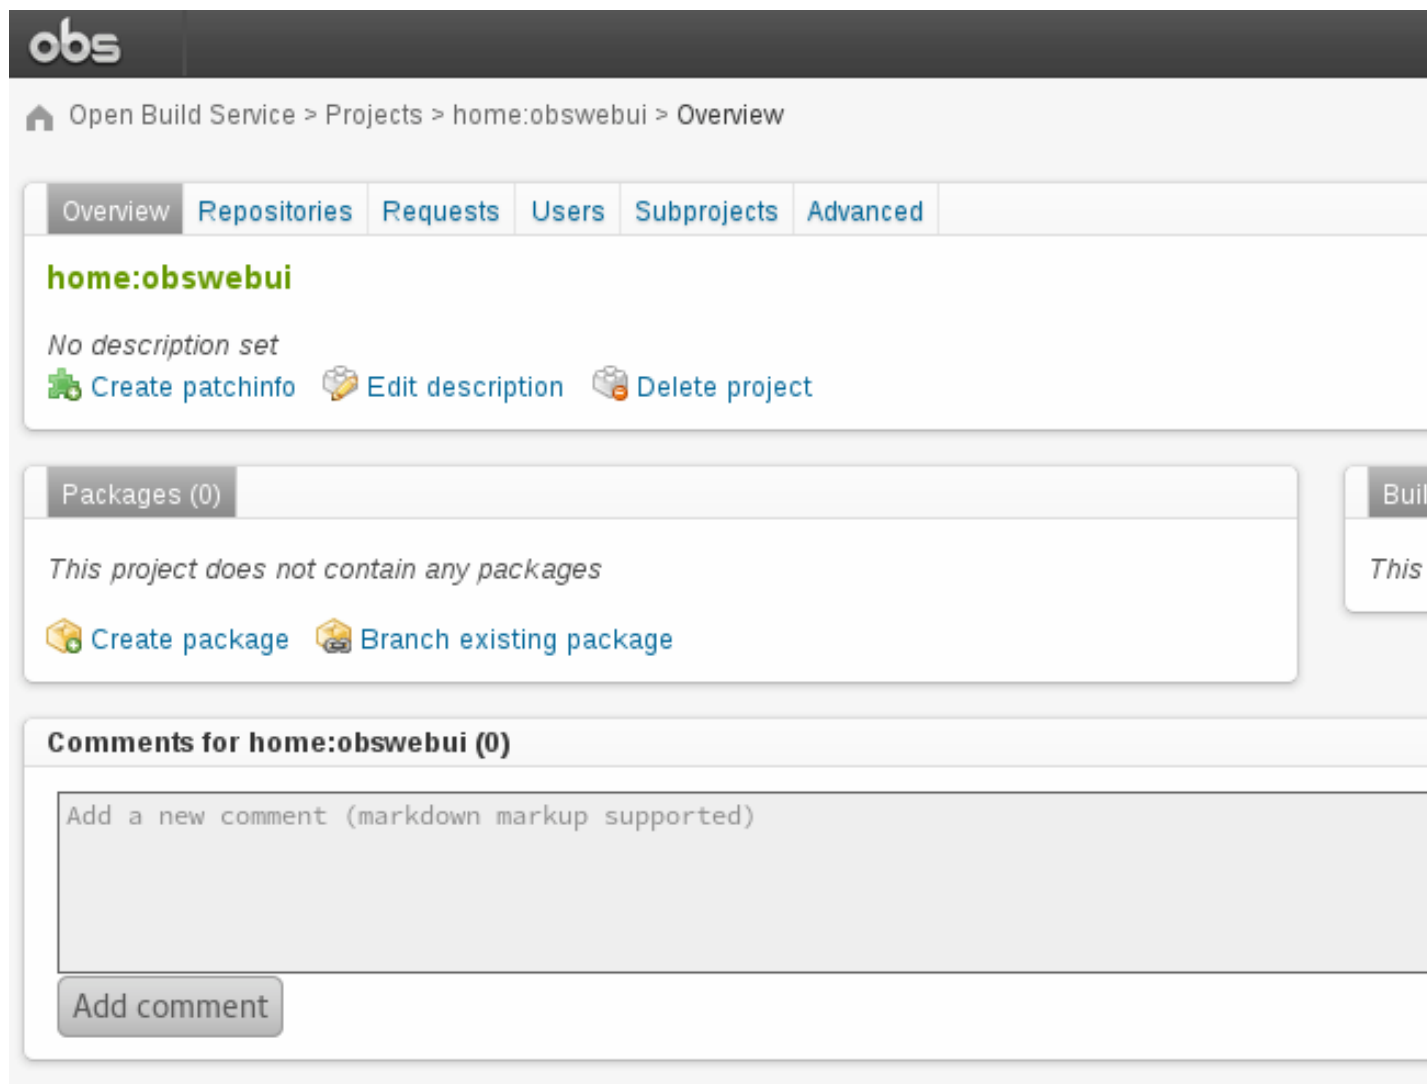 obs
Open Build Service > Projects > home:obswebui > Overview
Overview Repositories Requests Users Subprojects Advanced
home:obswebui
No description set
Create patchinfo Edit description Delete project
Packages (0)
This project does not contain any packages
This
Create package Branch existing package
Comments for home:obswebui (0)
Add a new comment (markdown markup supported)
Add comment